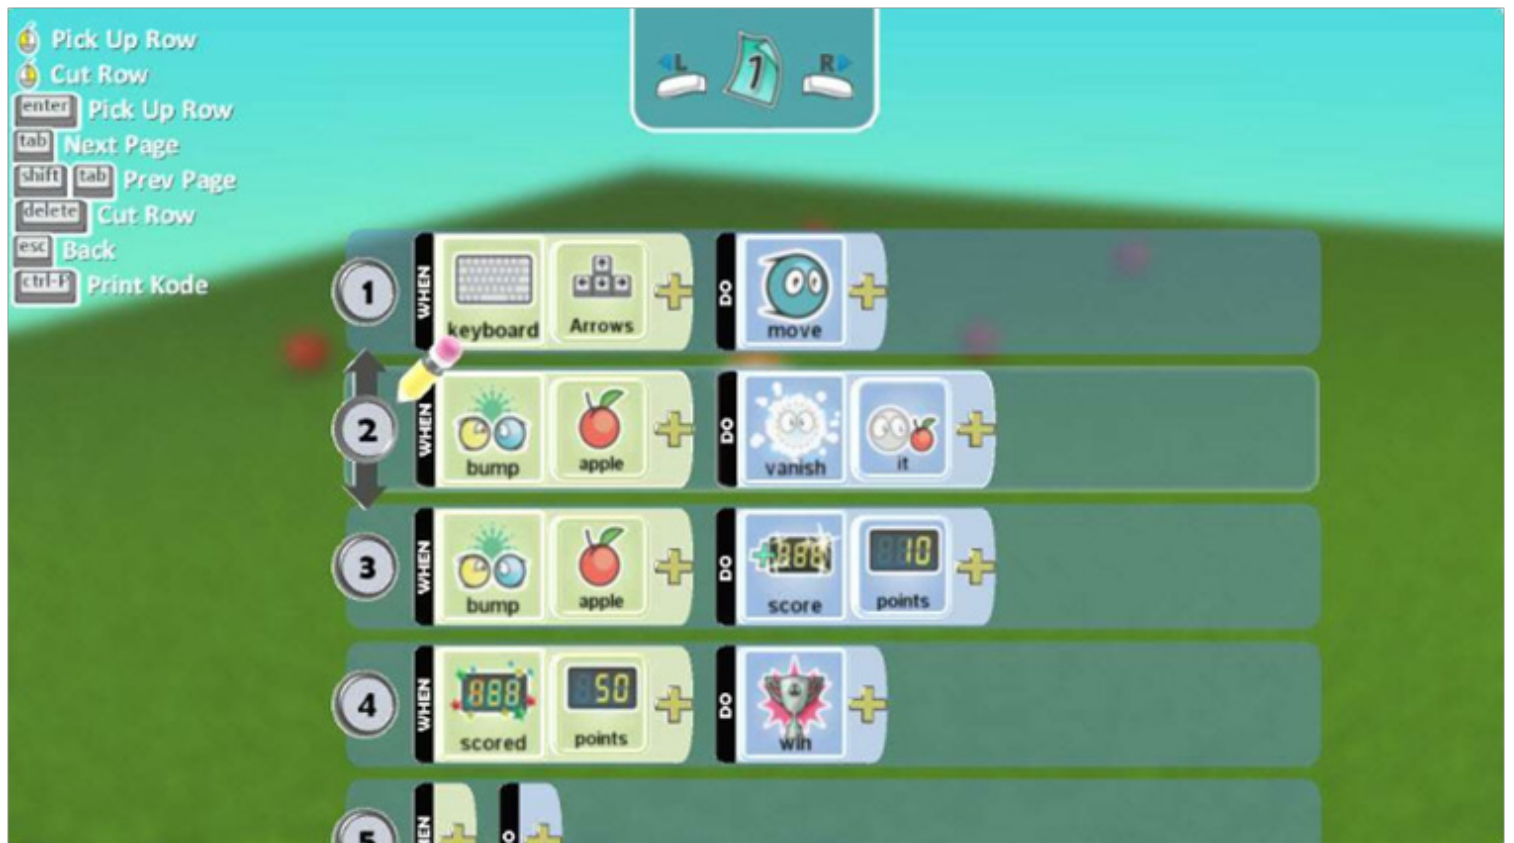 Pick Up Row
Cut Row
enter Pick Up Row
tab Next Page
shift tab Prev Page
delete Cut Row
esc Back
ctrl-P Print Kode
L 1 R
1 WHEN keyboard Arrows DO move
2 WHEN bump apple DO vanish it
3 WHEN bump apple DO score 10 points
4 WHEN scored 50 points DO win
5